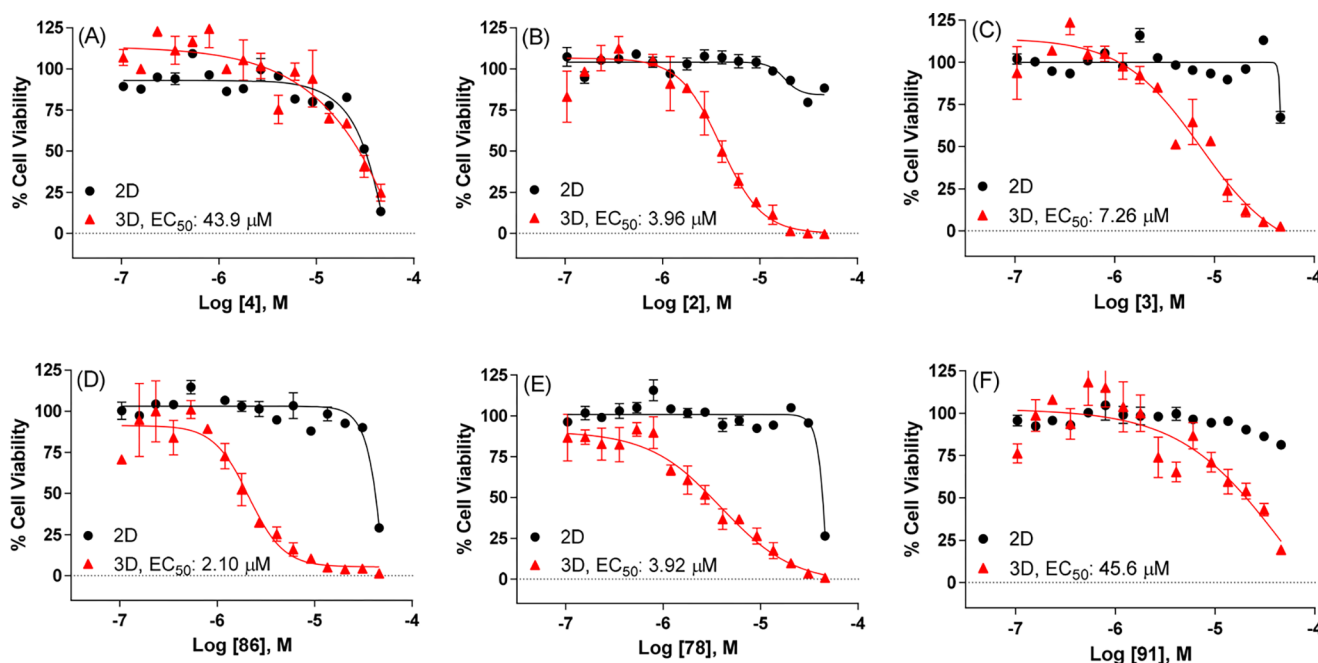 (A)
% Cell Viability
125
100
75
50
25
0
2D
3D, EC50: 43.9 μM
-7
-6
-5
-4
Log [4], M
(B)
% Cell Viability
125
100
75
50
25
0
2D
3D, EC50: 3.96 μM
-7
-6
-5
-4
Log [2], M
(C)
% Cell Viability
125
100
75
50
25
0
2D
3D, EC50: 7.26 μM
-7
-6
-5
-4
Log [3], M
(D)
% Cell Viability
125
100
75
50
25
0
2D
3D, EC50: 2.10 μM
-7
-6
-5
-4
Log [86], M
(E)
% Cell Viability
125
100
75
50
25
0
2D
3D, EC50: 3.92 μM
-7
-6
-5
-4
Log [78], M
(F)
% Cell Viability
125
100
75
50
25
0
2D
3D, EC50: 45.6 μM
-7
-6
-5
-4
Log [91], M